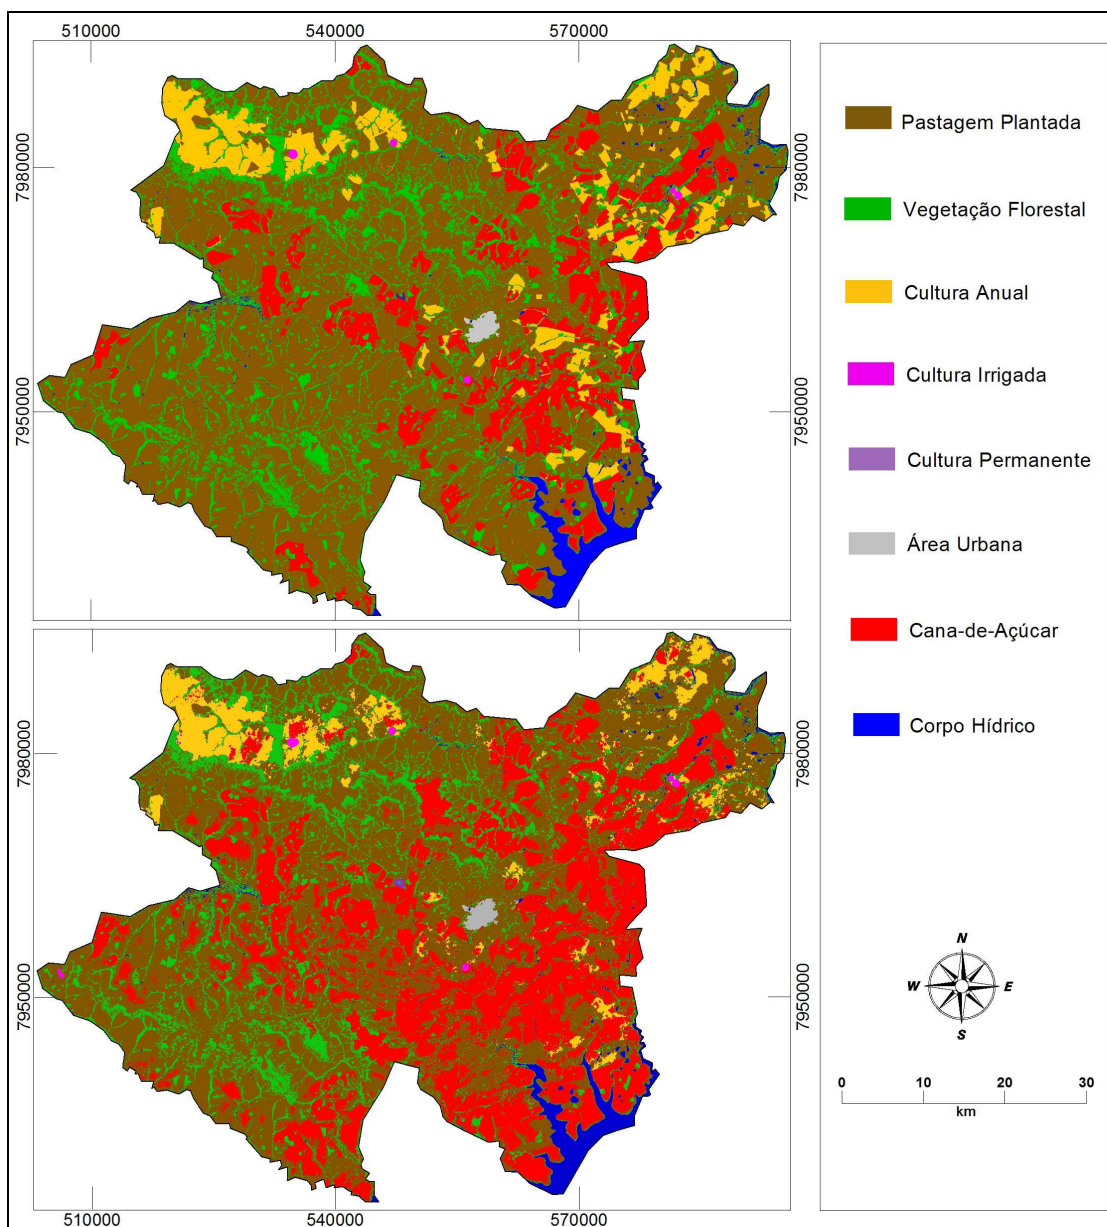 510000
540000
570000
7980000
7980000
7950000
7950000
Pastagem Plantada
Vegetação Florestal
Cultura Anual
Cultura Irrigada
Cultura Permanente
Área Urbana
Cana-de-Açúcar
Corpo Hídrico
7980000
7980000
7950000
7950000
510000
540000
570000
N
W
E
S
0
10
20
30
km